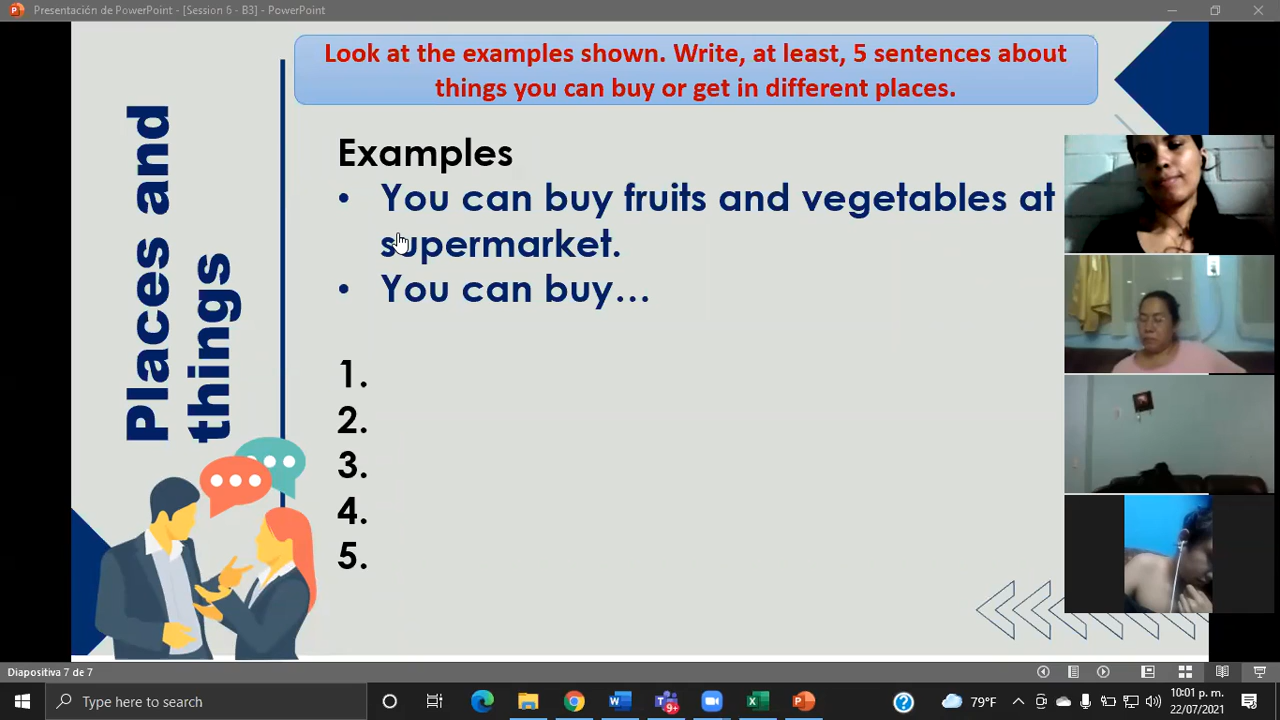 Presentación de PowerPoint - [Session 6 - B3] - PowerPoint
Look at the examples shown. Write, at least, 5 sentences about
things you can buy or get in different places.
Places and
things
Examples
• You can buy fruits and vegetables at
supermarket.
• You can buy...
1.
2.
3.
4.
5.
Diapositiva 7 de 7
Type here to search
9+
79°F
10:01 p. m.
22/07/2021